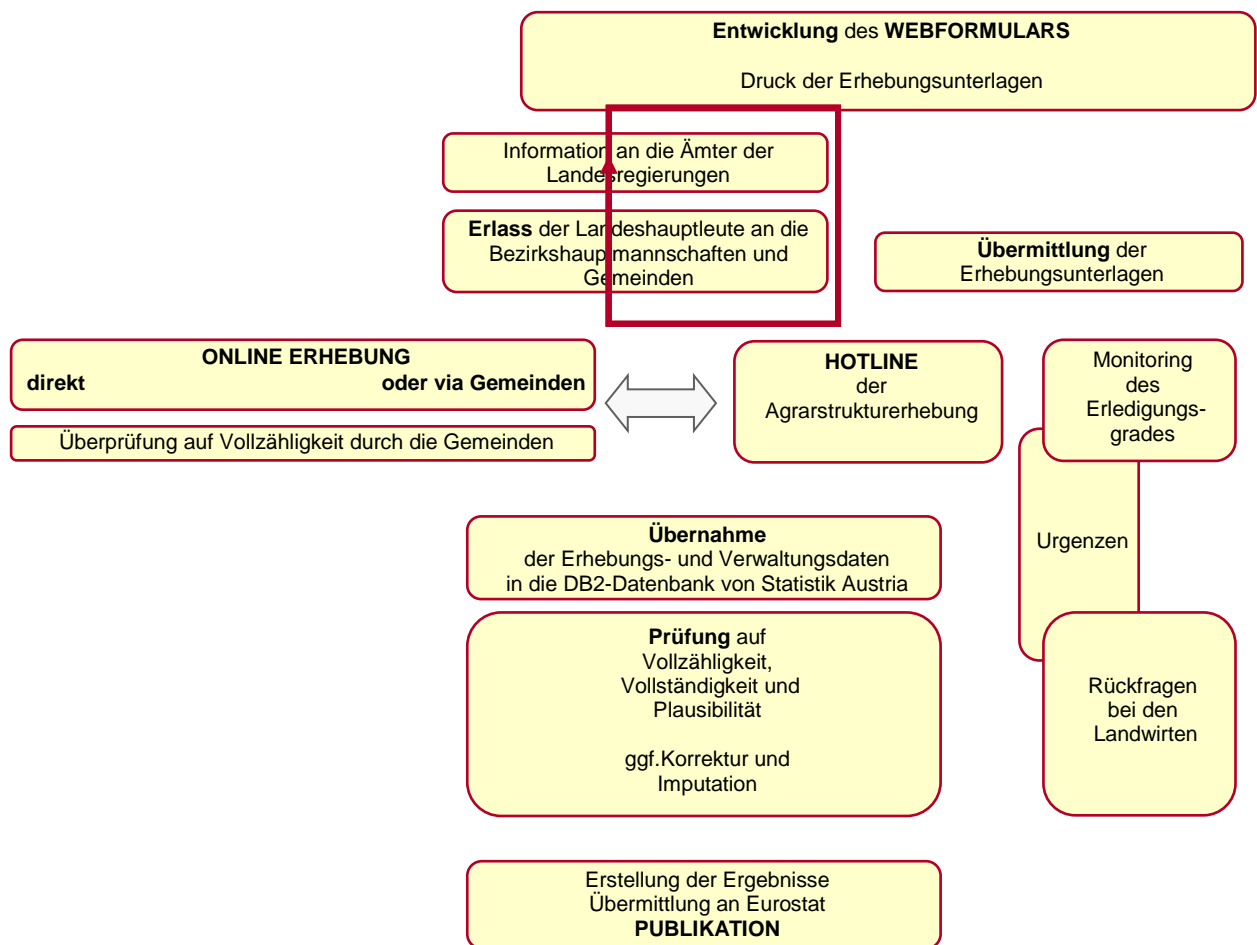 Entwicklung des WEBFORMULARS
Druck der Erhebungsunterlagen
Information an die Ämter der
Landesregierungen
Erlass der Landeshauptleute an die
Bezirkshauptmannschaften und
Gemeinden
Übermittlung der
Erhebungsunterlagen
ONLINE ERHEBUNG
direkt oder via Gemeinden
Überprüfung auf Vollzähligkeit durch die Gemeinden
HOTLINE
der
Agrarstrukturerhebung
Monitoring
des
Erledigungs-
grades
Urgenzen
Übernahme
der Erhebungs- und Verwaltungsdaten
in die DB2-Datenbank von Statistik Austria
Prüfung auf
Vollzähligkeit,
Vollständigkeit und
Plausibilität
ggf.Korrektur und
Imputation
Rückfragen
bei den
Landwirten
Erstellung der Ergebnisse
Übermittlung an Eurostat
PUBLIKATION